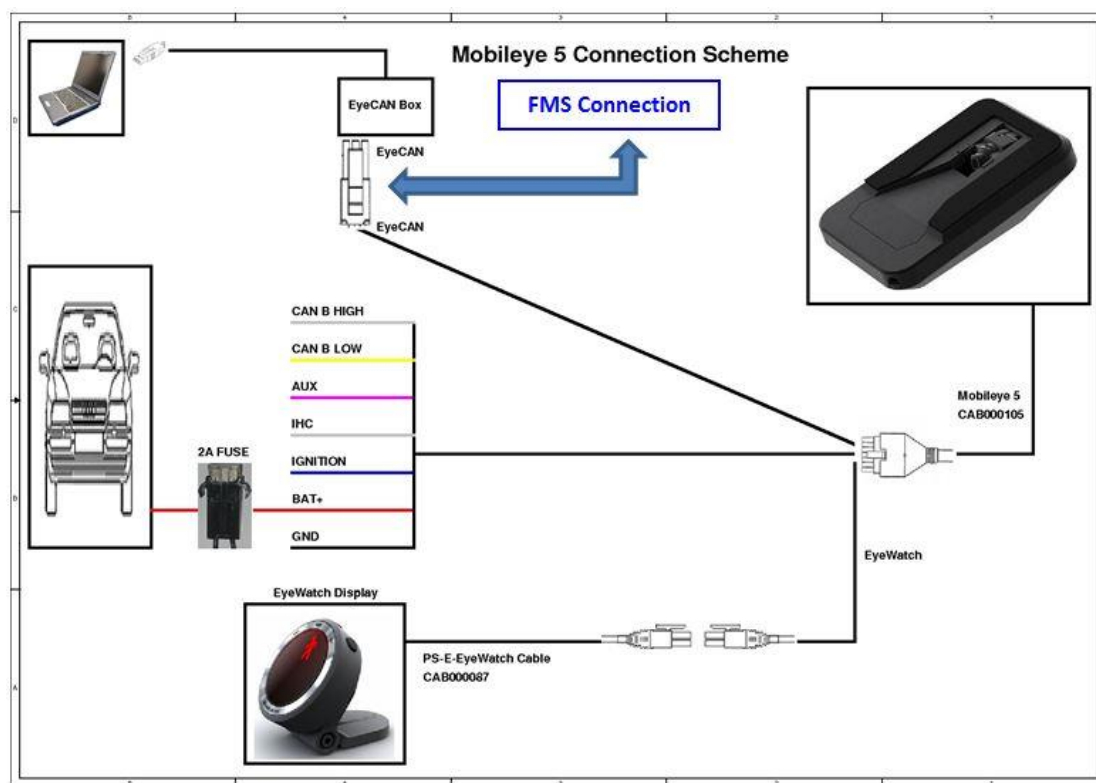 Mobileye 5 Connection Scheme
FMS Connection
EyeCAN Box
EyeCAN
EyeCAN
CAN B HIGH
CAN B LOW
AUX
IHC
IGNITION
BAT+
GND
2A FUSE
Mobileye 5
CAB000105
EyeWatch
EyeWatch Display
PS-E-EyeWatch Cable
CAB000087